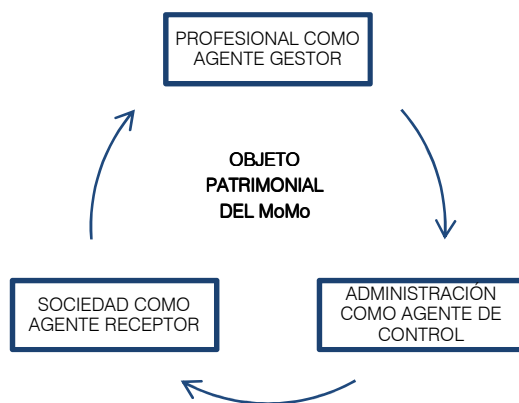 PROFESIONAL COMO
AGENTE GESTOR
OBJETO
PATRIMONIAL
DEL MoMo
SOCIEDAD COMO
AGENTE RECEPTOR
ADMINISTRACIÓN
COMO AGENTE DE
CONTROL